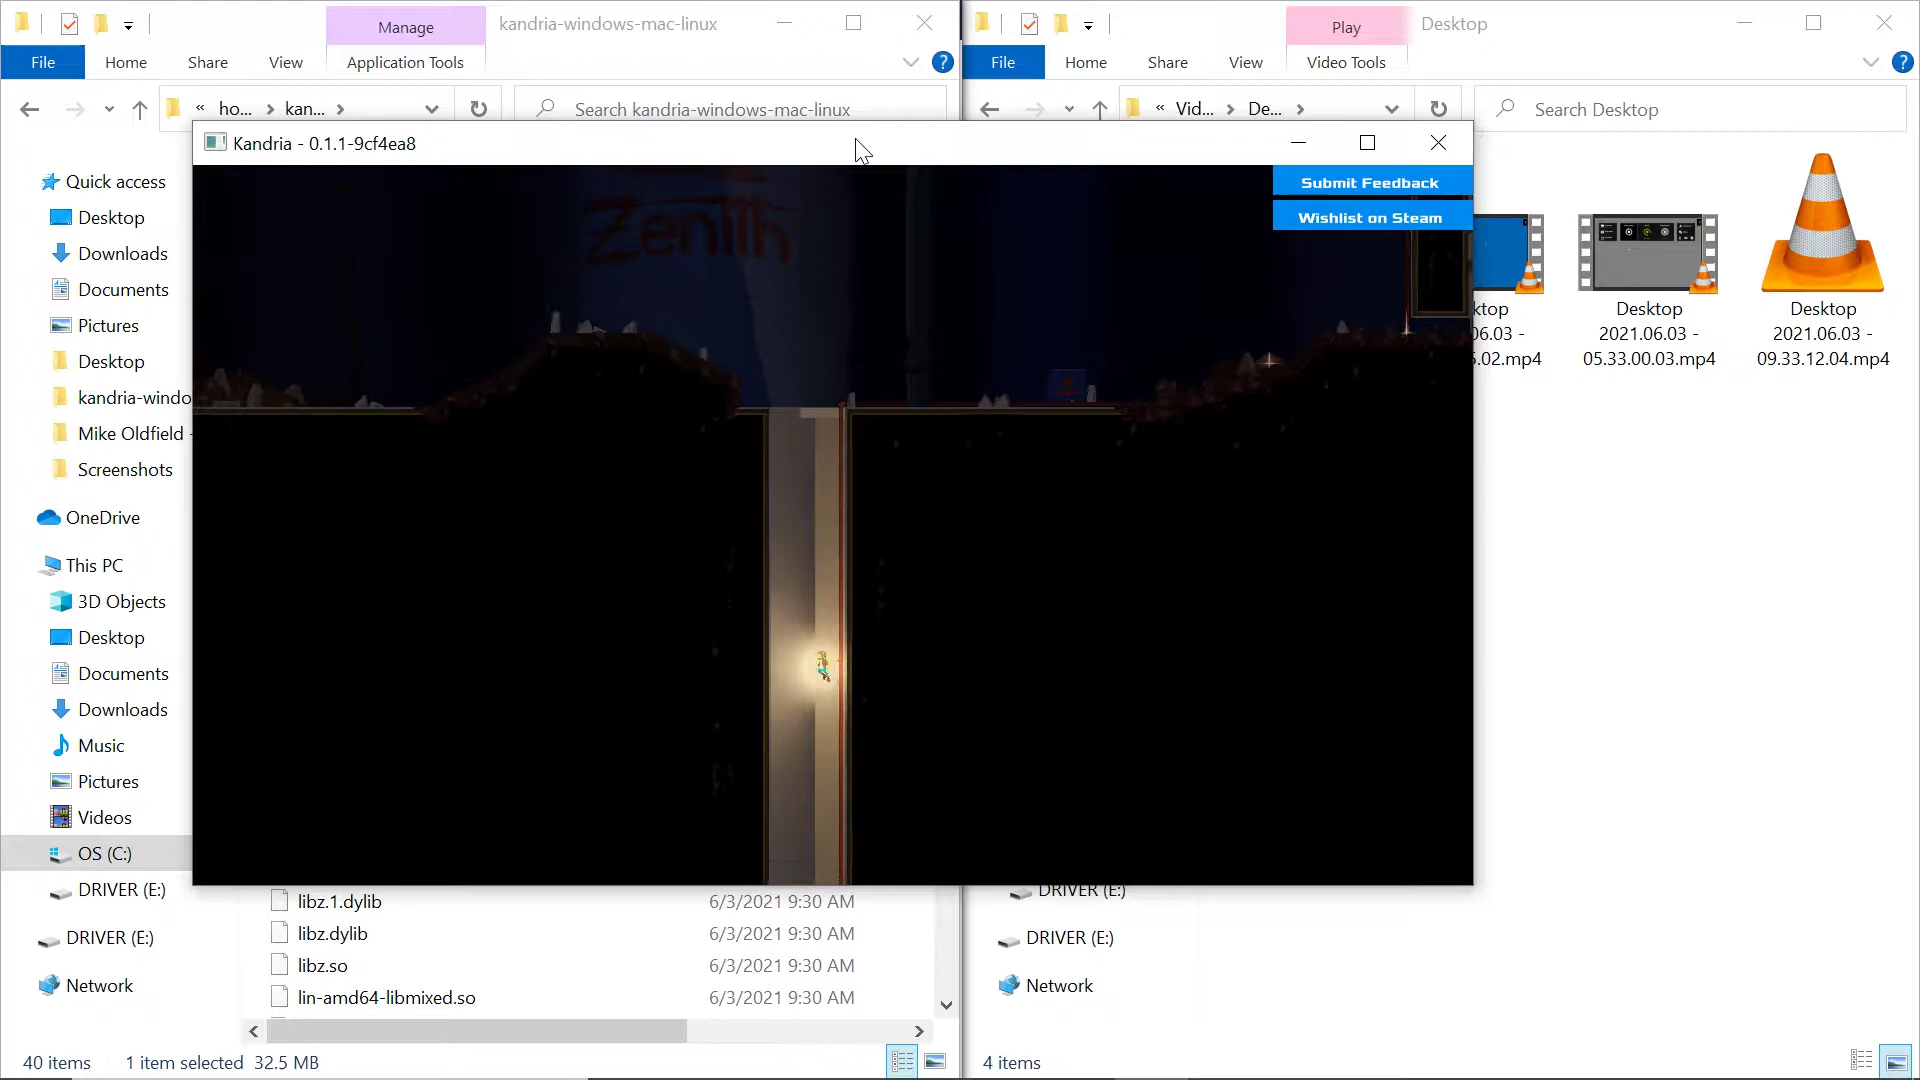 Manage
kandria-windows-mac-linux
File
Home
Share
View
Application Tools
?
«
ho...
kan...
Search kandria-windows-mac-linux
Play
Desktop
File
Home
Share
View
Video Tools
?
«
Vid...
De...
Search Desktop
Kandria - 0.1.1-9cf4ea8
Submit Feedback
Wishlist on Steam
Zenith
Quick access
Desktop
Downloads
Documents
Pictures
Desktop
kandria-windo
Mike Oldfield -
Screenshots
OneDrive
This PC
3D Objects
Desktop
Documents
Downloads
Music
Pictures
Videos
OS (C:)
DRIVER (E:)
DRIVER (E:)
Network
ktop
06.03 -
5.02.mp4
Desktop
2021.06.03 -
05.33.00.03.mp4
Desktop
2021.06.03 -
09.33.12.04.mp4
libz.1.dylib 6/3/2021 9:30 AM
libz.dylib 6/3/2021 9:30 AM
libz.so 6/3/2021 9:30 AM
lin-amd64-libmixed.so 6/3/2021 9:30 AM
DRIVER (E:)
DRIVER (E:)
Network
40 items
1 item selected 32.5 MB
4 items